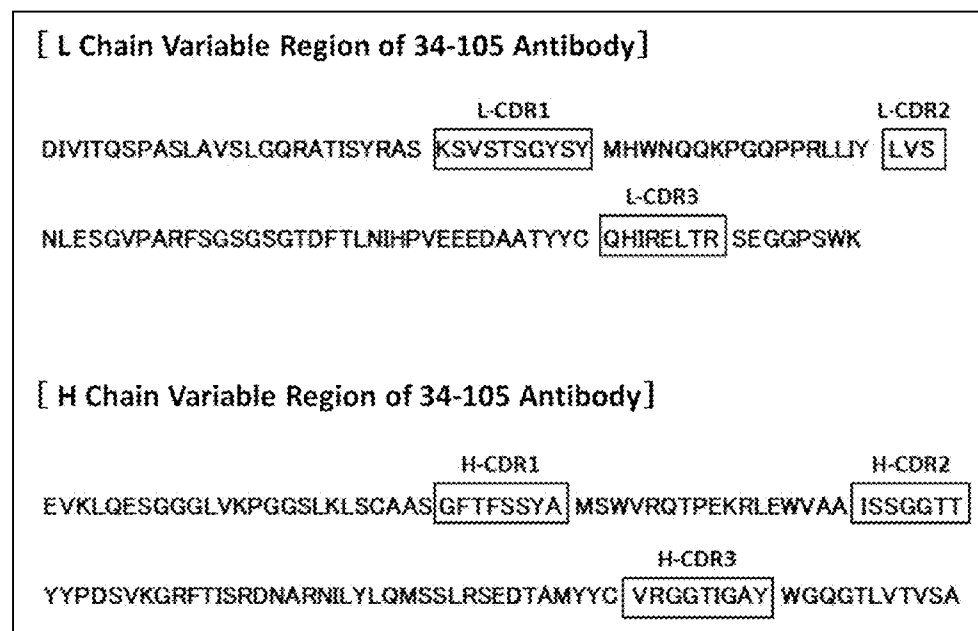 [ L Chain Variable Region of 34-105 Antibody]
L-CDR1 L-CDR2
DIVITQSPASLAVSLGQRATISYRAS KSVSTSGYSY MHWNQQKPGQPPRLLIY LVS
L-CDR3
NLESGVPARFSGSGSGTDFTLNIHPVEEEDAATYYC QHIRELTR SEGGPSWK
[ H Chain Variable Region of 34-105 Antibody]
H-CDR1 H-CDR2
EVKLQESGGGLVKPGGSLKLSCAAS GFTFSSYA MSWVRQTPEKRLEWVAA ISSGGTT
H-CDR3
YYPDSVKGRFTISRDNARNILYLQMSSLRSEDTAMYYC VRGGTIGAY WGQGTLVTVSA